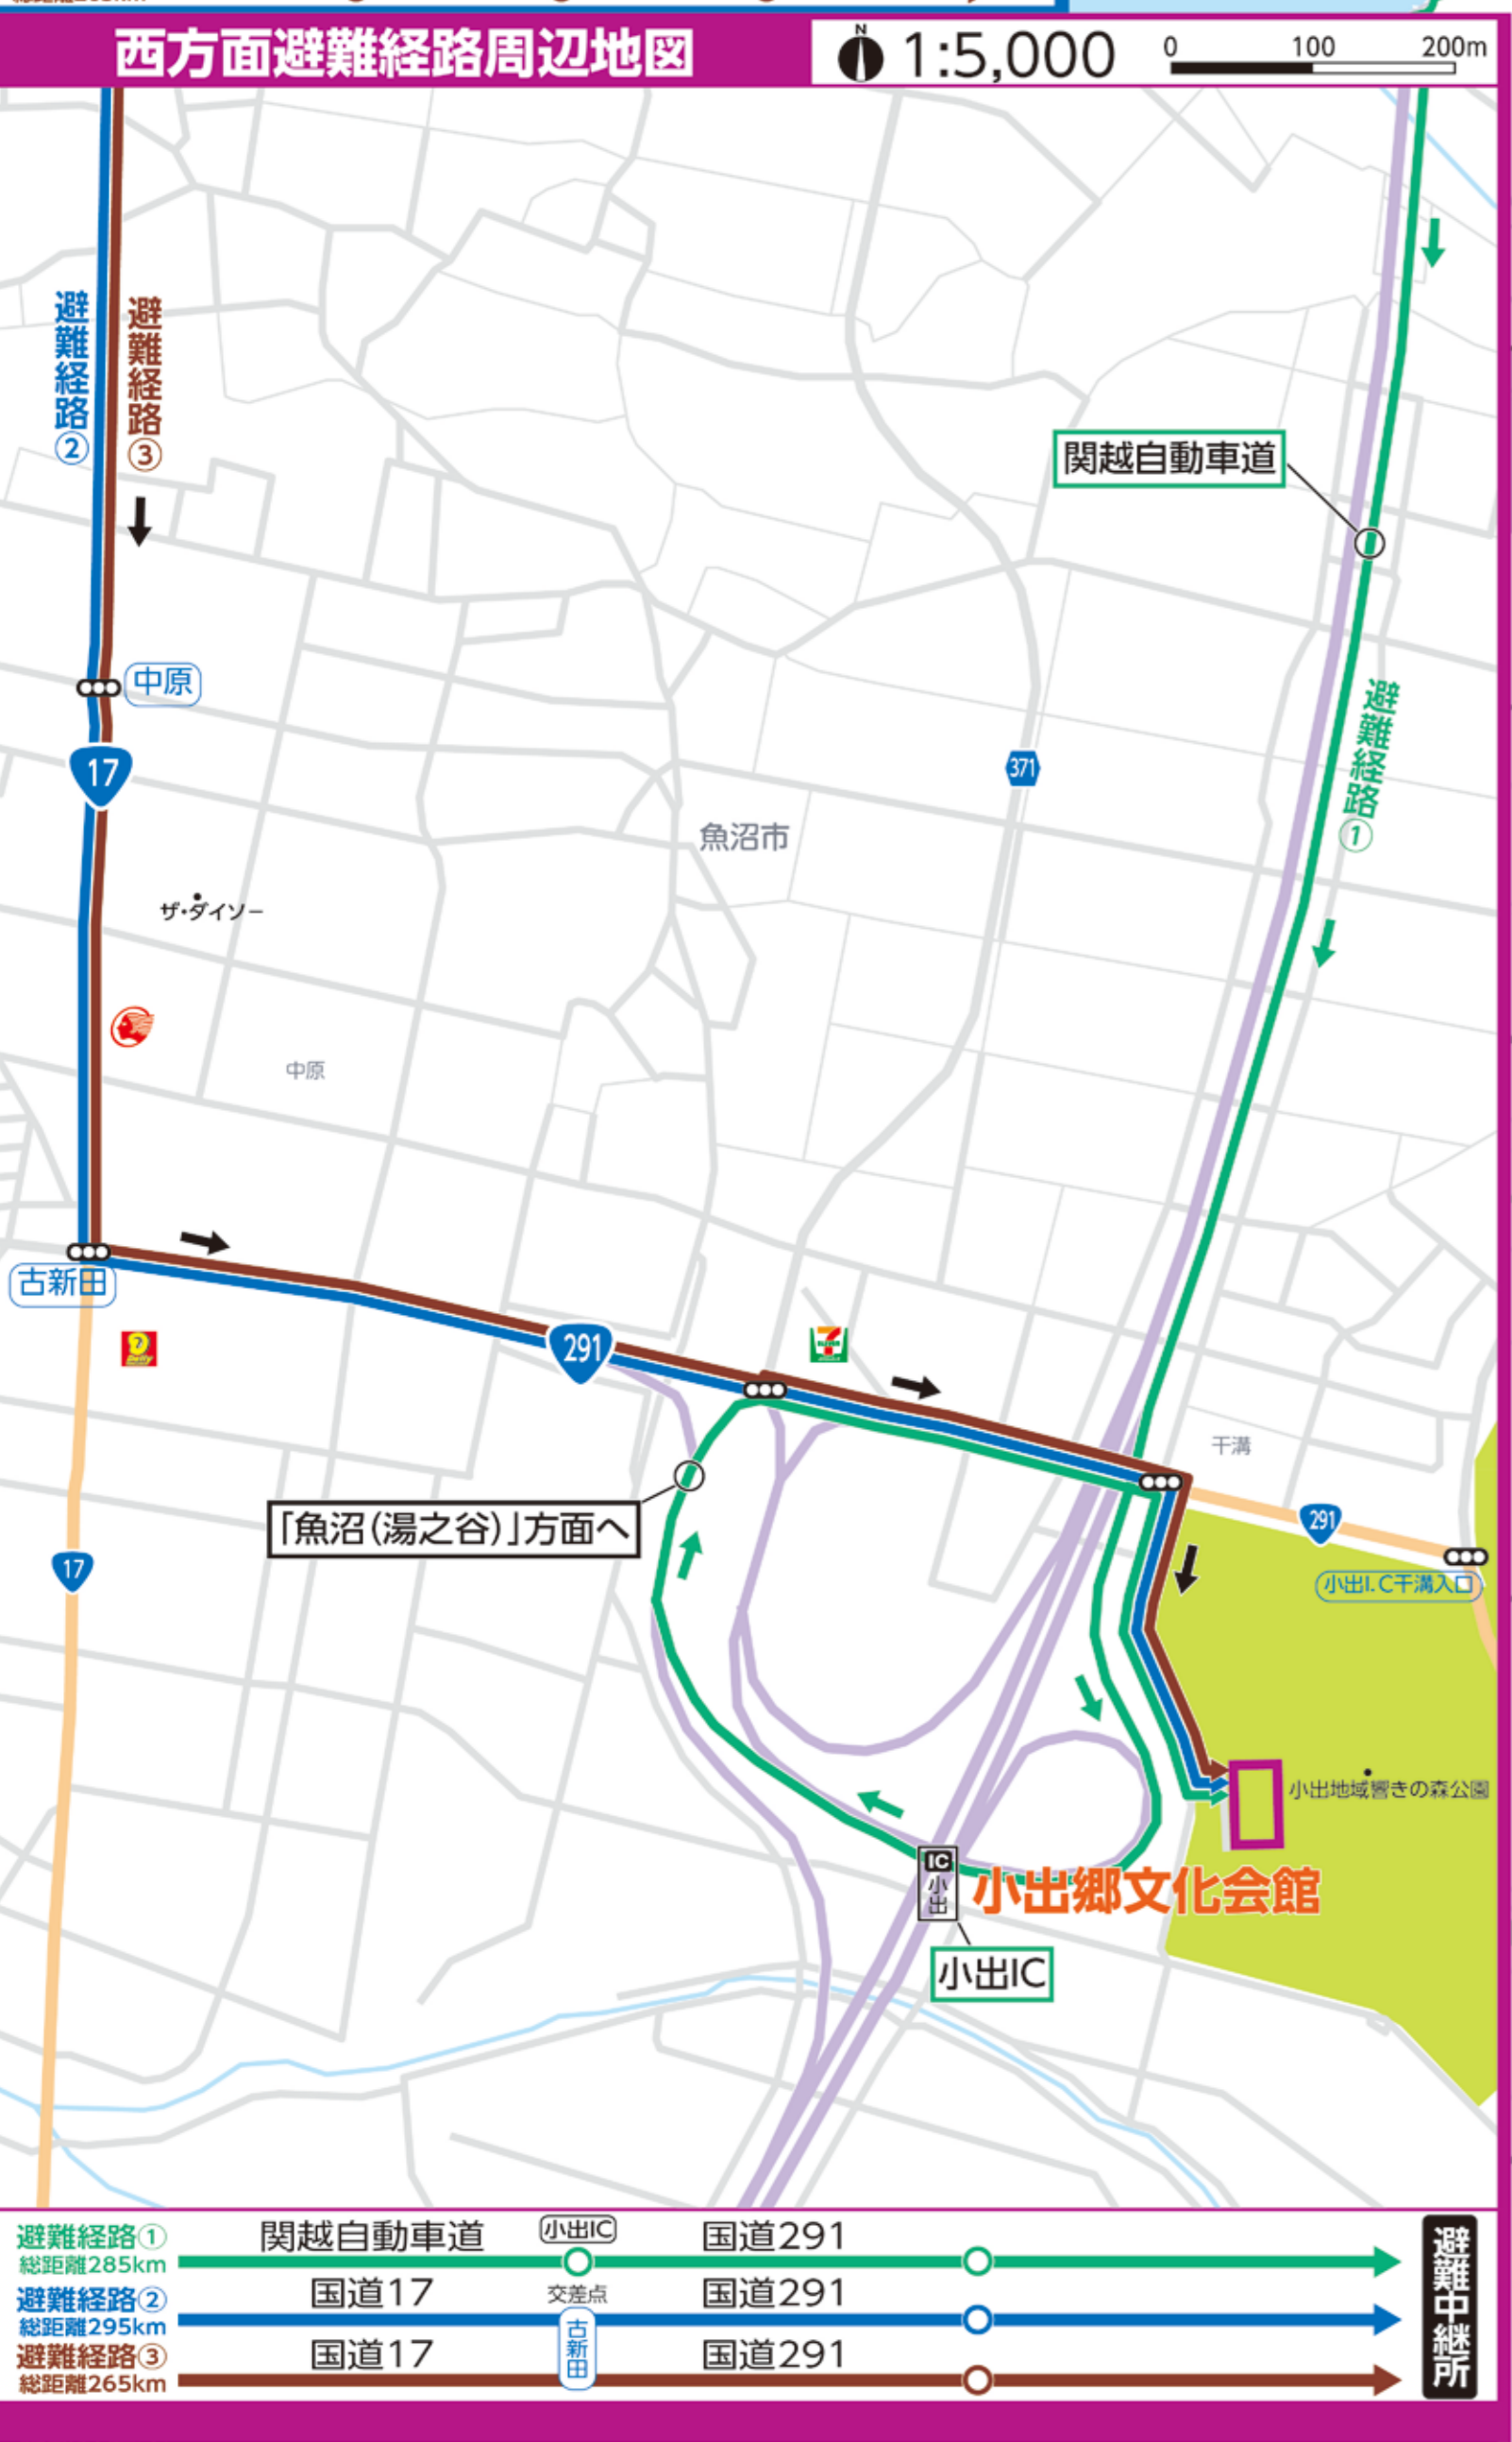 西方面避難経路周辺地図
N
1:5,000
0 100 200m
避難経路②
避難経路③
関越自動車道
避難経路①
中原
17
371
魚沼市
ザ・ダイソー
中原
古新田
291
干溝
「魚沼(湯之谷)」方面へ
291
17
小出I.C干溝入口
小出地域響きの森公園
IC
小出
小出郷文化会館
小出IC
避難経路① 関越自動車道 小出IC 国道291
総距離285km
避難経路② 国道17 交差点 国道291
総距離295km
古新田
避難経路③ 国道17 国道291
総距離265km
避難中継所